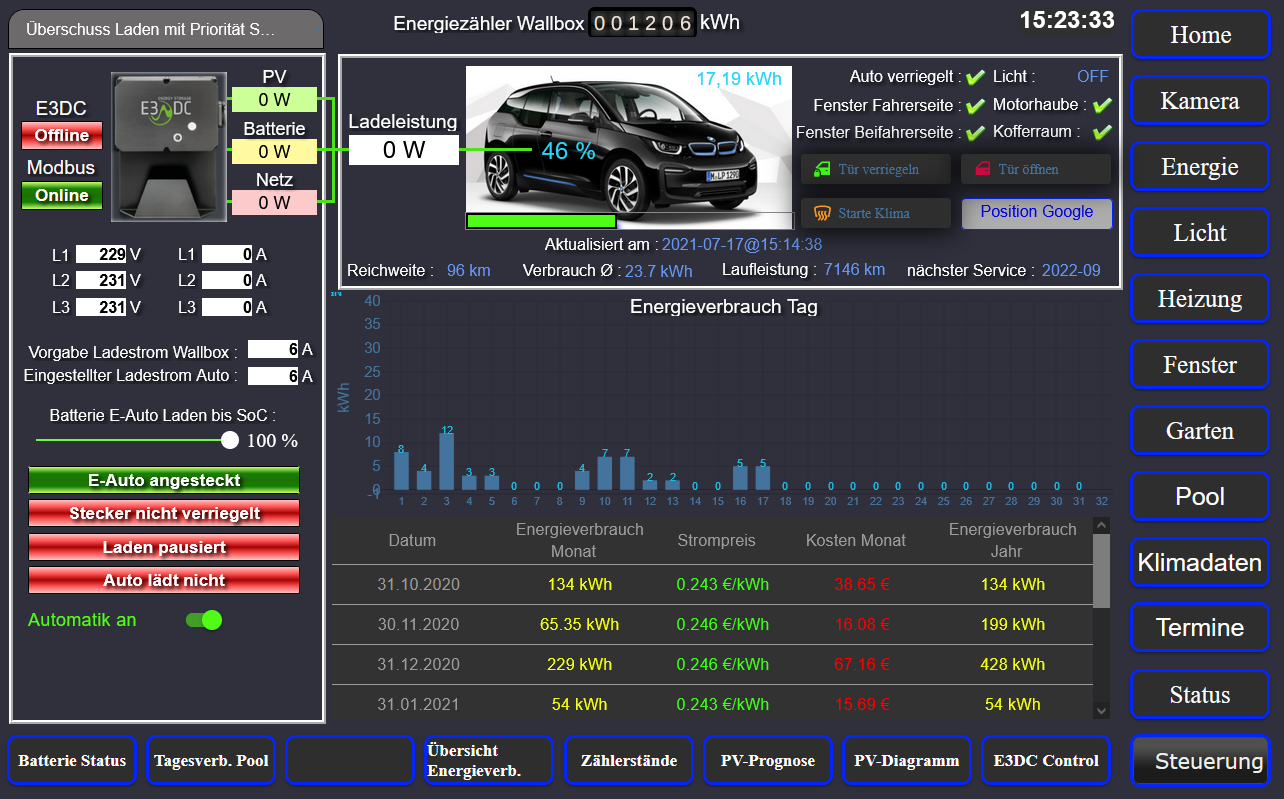 Überschuss Laden mit Priorität S...
Energiezähler Wallbox 001206 kWh
15:23:33
E3DC
Offline
Modbus
Online
E3DC
PV
0 W
Batterie
0 W
Netz
0 W
Ladeleistung
0 W
17,19 kWh
46 %
M LP 1290
Auto verriegelt : Licht : OFF
Fenster Fahrerseite : Motorhaube :
Fenster Beifahrerseite : Kofferraum :
Tür verriegeln Tür öffnen
Starte Klima Position Google
Aktualisiert am : 2021-07-17@15:14:38
Reichweite : 96 km Verbrauch Ø : 23.7 kWh Laufleistung : 7146 km nächster Service : 2022-09
L1 229 V L1 0 A
L2 231 V L2 0 A
L3 231 V L3 0 A
Vorgabe Ladestrom Wallbox : 6 A
Eingestellter Ladestrom Auto : 6 A
Batterie E-Auto Laden bis SoC :
100 %
E-Auto angesteckt
Stecker nicht verriegelt
Laden pausiert
Auto lädt nicht
Automatik an
Energieverbrauch Tag
kWh
40
35
30
25
20
15
10
5
0
-1
8 4 12 3 3 0 0 0 4 7 7 2 2 0 0 5 5 0 0 0 0 0 0 0 0 0 0 0 0 0 0
1 2 3 4 5 6 7 8 9 10 11 12 13 14 15 16 17 18 19 20 21 22 23 24 25 26 27 28 29 30 31 32
Datum Energieverbrauch Monat Strompreis Kosten Monat Energieverbrauch Jahr
31.10.2020 134 kWh 0.243 €/kWh 38.65 € 134 kWh
30.11.2020 65.35 kWh 0.246 €/kWh 16.08 € 199 kWh
31.12.2020 229 kWh 0.246 €/kWh 67.16 € 428 kWh
31.01.2021 54 kWh 0.243 €/kWh 15.69 € 54 kWh
Home
Kamera
Energie
Licht
Heizung
Fenster
Garten
Pool
Klimadaten
Termine
Status
Steuerung
Batterie Status
Tagesverb. Pool
Übersicht
Energieverb.
Zählerstände
PV-Prognose
PV-Diagramm
E3DC Control